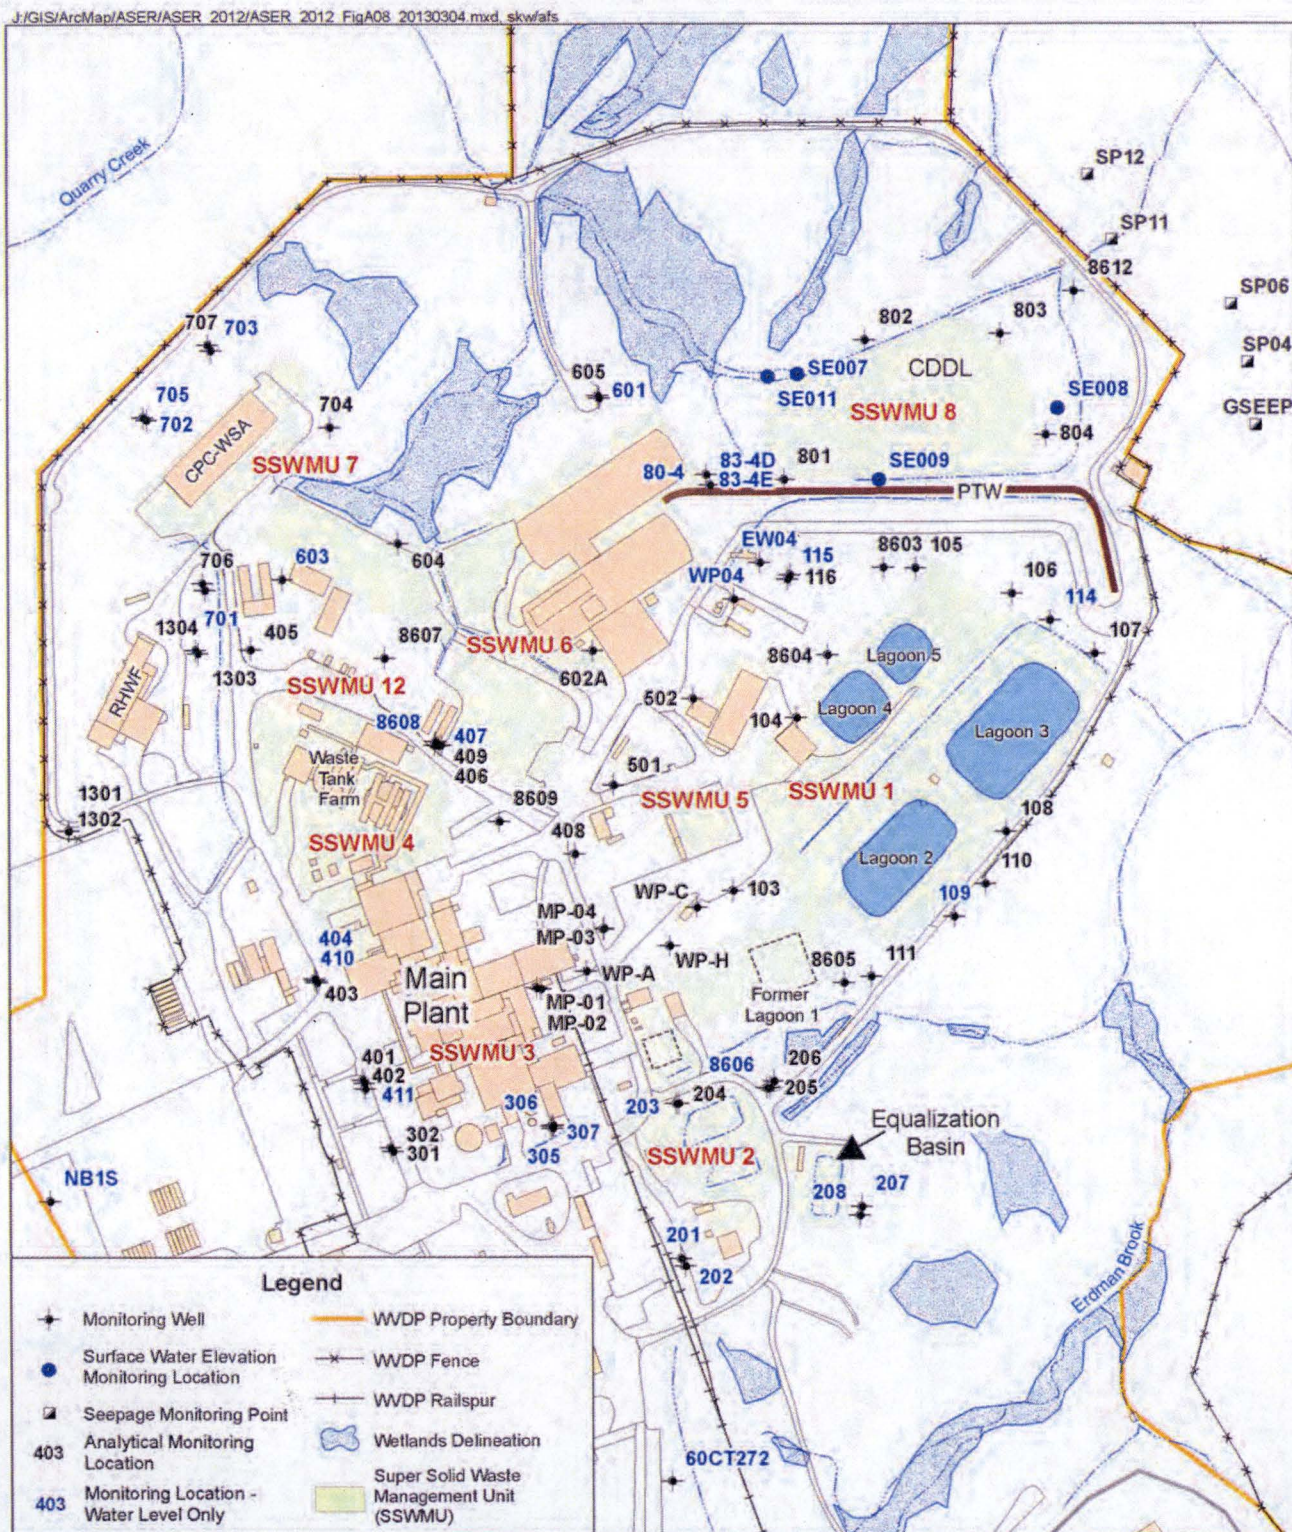 J:/GIS/ArcMap/ASER/ASER_2012/ASER_2012_FigA08_20130304.mxd, skw/afs
Quarry Creek
SP12
SP11
8612
SP06
707
703
802
803
SP04
605
601
SE007
CDDL
705
702
704
SE011
SSWMU 8
SE008
GSEEP
CPC-WSA
804
SSWMU 7
83-4D
801
SE009
80-4
83-4E
PTW
EW04
115
8603
105
706
603
604
WP04
116
106
114
701
1304
405
8607
SSWMU 6
107
8604
Lagoon 5
RHWF
1303
602A
SSWMU 12
502
104
Lagoon 4
Lagoon 3
8608
407
409
406
Waste
Tank
Farm
501
SSWMU 5
SSWMU 1
1301
1302
8609
108
SSWMU 4
408
Lagoon 2
110
WP-C
103
109
MP-04
MP-03
404
410
WP-H
8605
111
Main
Plant
WP-A
403
MP-01
MP-02
Former
Lagoon 1
SSWMU 3
401
402
411
8606
206
205
306
203
204
Equalization
Basin
302
301
307
305
SSWMU 2
NB1S
208
207
201
202
Erdman Brook
60CT272
Legend
Monitoring Well
Surface Water Elevation
Monitoring Location
Seepage Monitoring Point
403
Analytical Monitoring
Location
403
Monitoring Location -
Water Level Only
WVDP Property Boundary
WVDP Fence
WVDP Railspur
Wetlands Delineation
Super Solid Waste
Management Unit
(SSWMU)